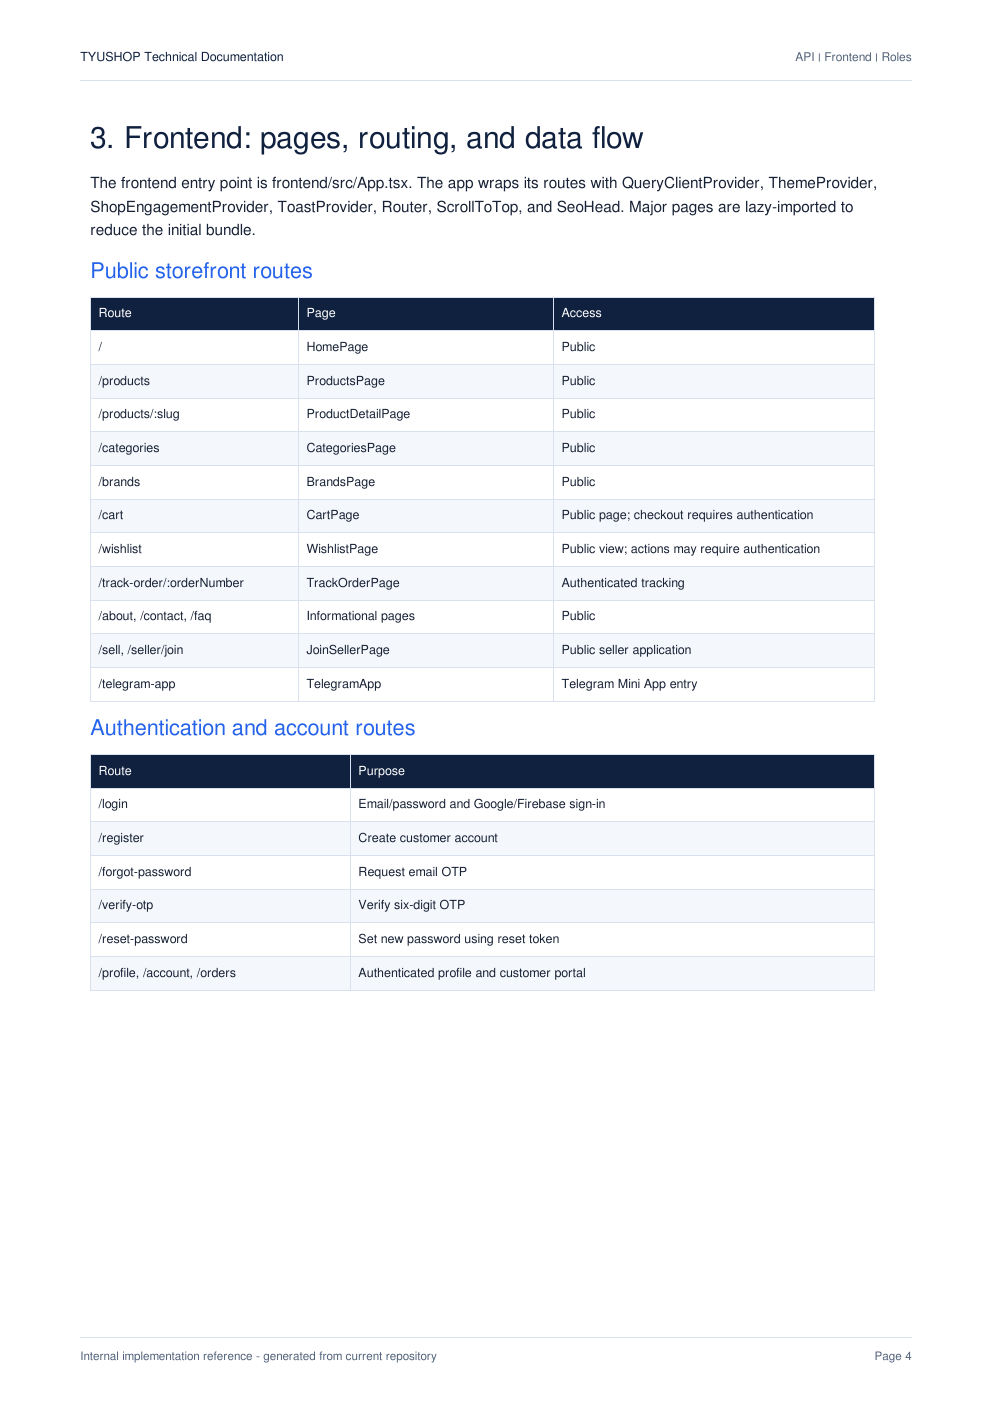 TYUSHOP Technical Documentation
API | Frontend | Roles
3. Frontend: pages, routing, and data flow
The frontend entry point is frontend/src/App.tsx. The app wraps its routes with QueryClientProvider, ThemeProvider,
ShopEngagementProvider, ToastProvider, Router, ScrollToTop, and SeoHead. Major pages are lazy-imported to
reduce the initial bundle.
Public storefront routes
Route Page Access
/ HomePage Public
/products ProductsPage Public
/products/:slug ProductDetailPage Public
/categories CategoriesPage Public
/brands BrandsPage Public
/cart CartPage Public page; checkout requires authentication
/wishlist WishlistPage Public view; actions may require authentication
/track-order/:orderNumber TrackOrderPage Authenticated tracking
/about, /contact, /faq Informational pages Public
/sell, /seller/join JoinSellerPage Public seller application
/telegram-app TelegramApp Telegram Mini App entry
Authentication and account routes
Route Purpose
/login Email/password and Google/Firebase sign-in
/register Create customer account
/forgot-password Request email OTP
/verify-otp Verify six-digit OTP
/reset-password Set new password using reset token
/profile, /account, /orders Authenticated profile and customer portal
Internal implementation reference - generated from current repository
Page 4